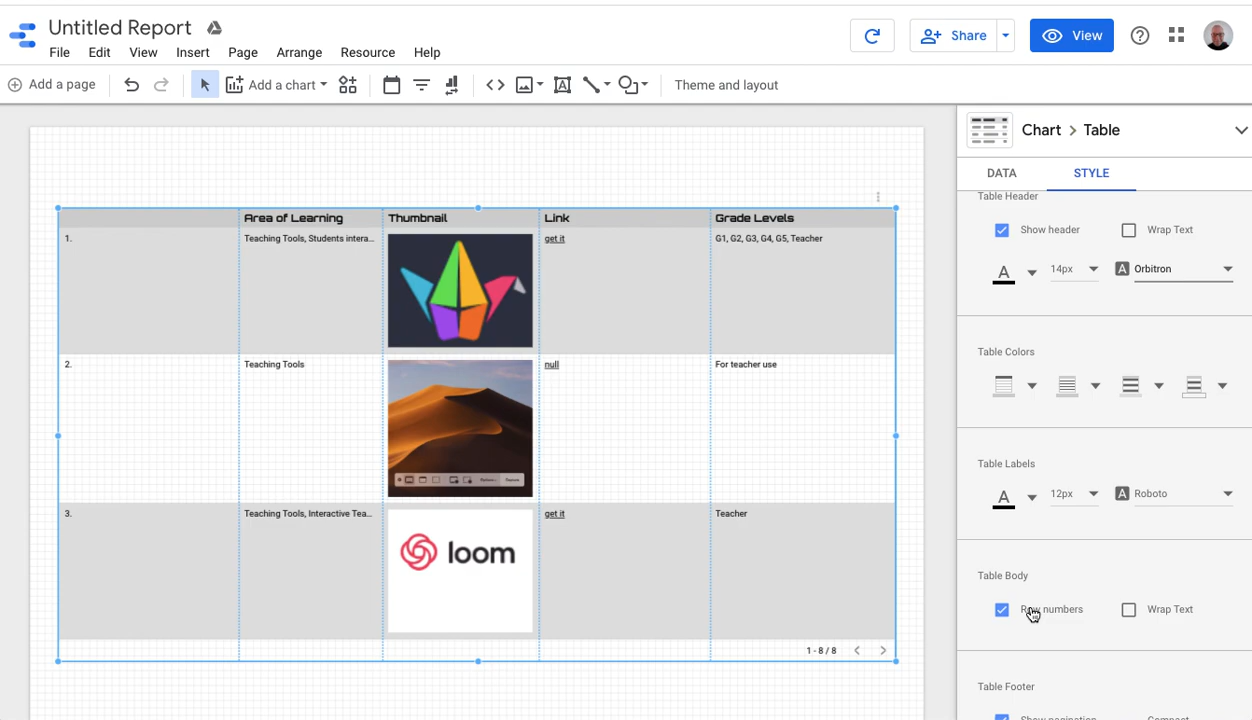 Untitled Report
File Edit View Insert Page Arrange Resource Help
Share
View
Add a page
Add a chart
Theme and layout
Chart > Table
DATA STYLE
Table Header
Show header Wrap Text
A 14px A Orbitron
Table Colors
Table Labels
A 12px A Roboto
Table Body
Row numbers Wrap Text
Table Footer
Show pagination Compact
Area of Learning Thumbnail Link Grade Levels
1. Teaching Tools, Students intera... get it G1, G2, G3, G4, G5, Teacher
2. Teaching Tools null For teacher use
3. Teaching Tools, Interactive Tea... get it Teacher
loom
1 - 8 / 8